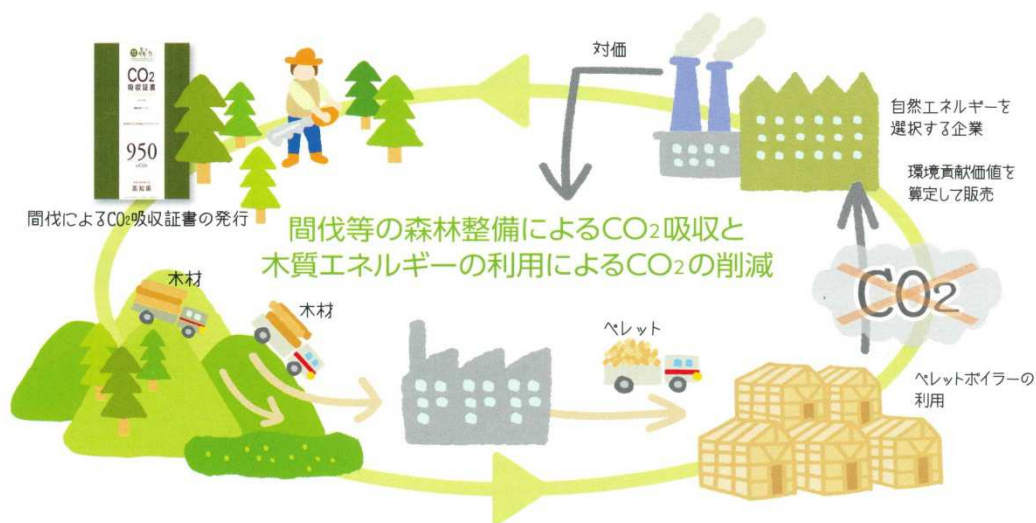 CO2
吸収証書
950
高知県
間伐によるCO2吸収証書の発行
対価
自然エネルギーを
選択する企業
環境貢献価値を
算定して販売
間伐等の森林整備によるCO2吸収と
木質エネルギーの利用によるCO2の削減
木材
木材
ペレット
CO2
ペレットボイラーの
利用